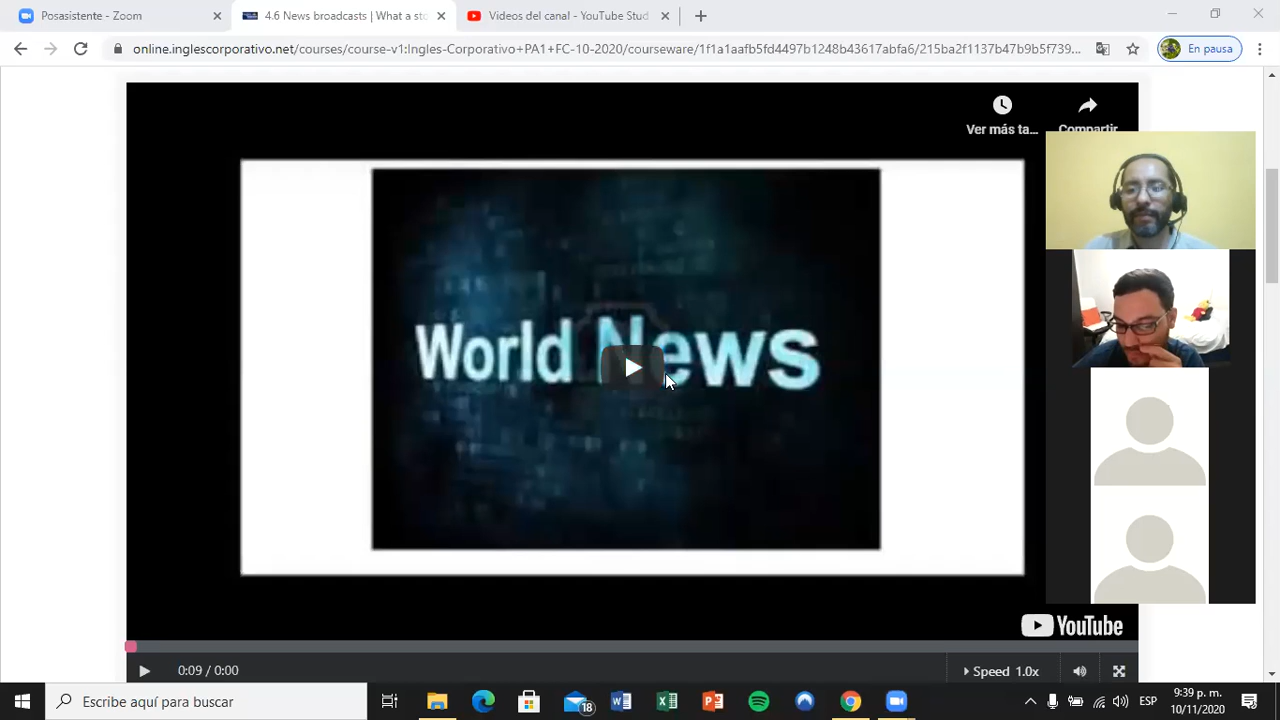 Posasistente - Zoom
4.6 News broadcasts | What a sto
Videos del canal - YouTube Stud
online.inglescorporativo.net/courses/course-v1:Ingles-Corporativo+PA1+FC-10-2020/courseware/1f1a1aafb5fd4497b1248b43617abfa6/215ba2f1137b47b9b5f739...
En pausa
Ver más ta...
Compartir
World News
YouTube
0:09 / 0:00
Speed 1.0x
Escribe aquí para buscar
18
ESP
9:39 p. m.
10/11/2020